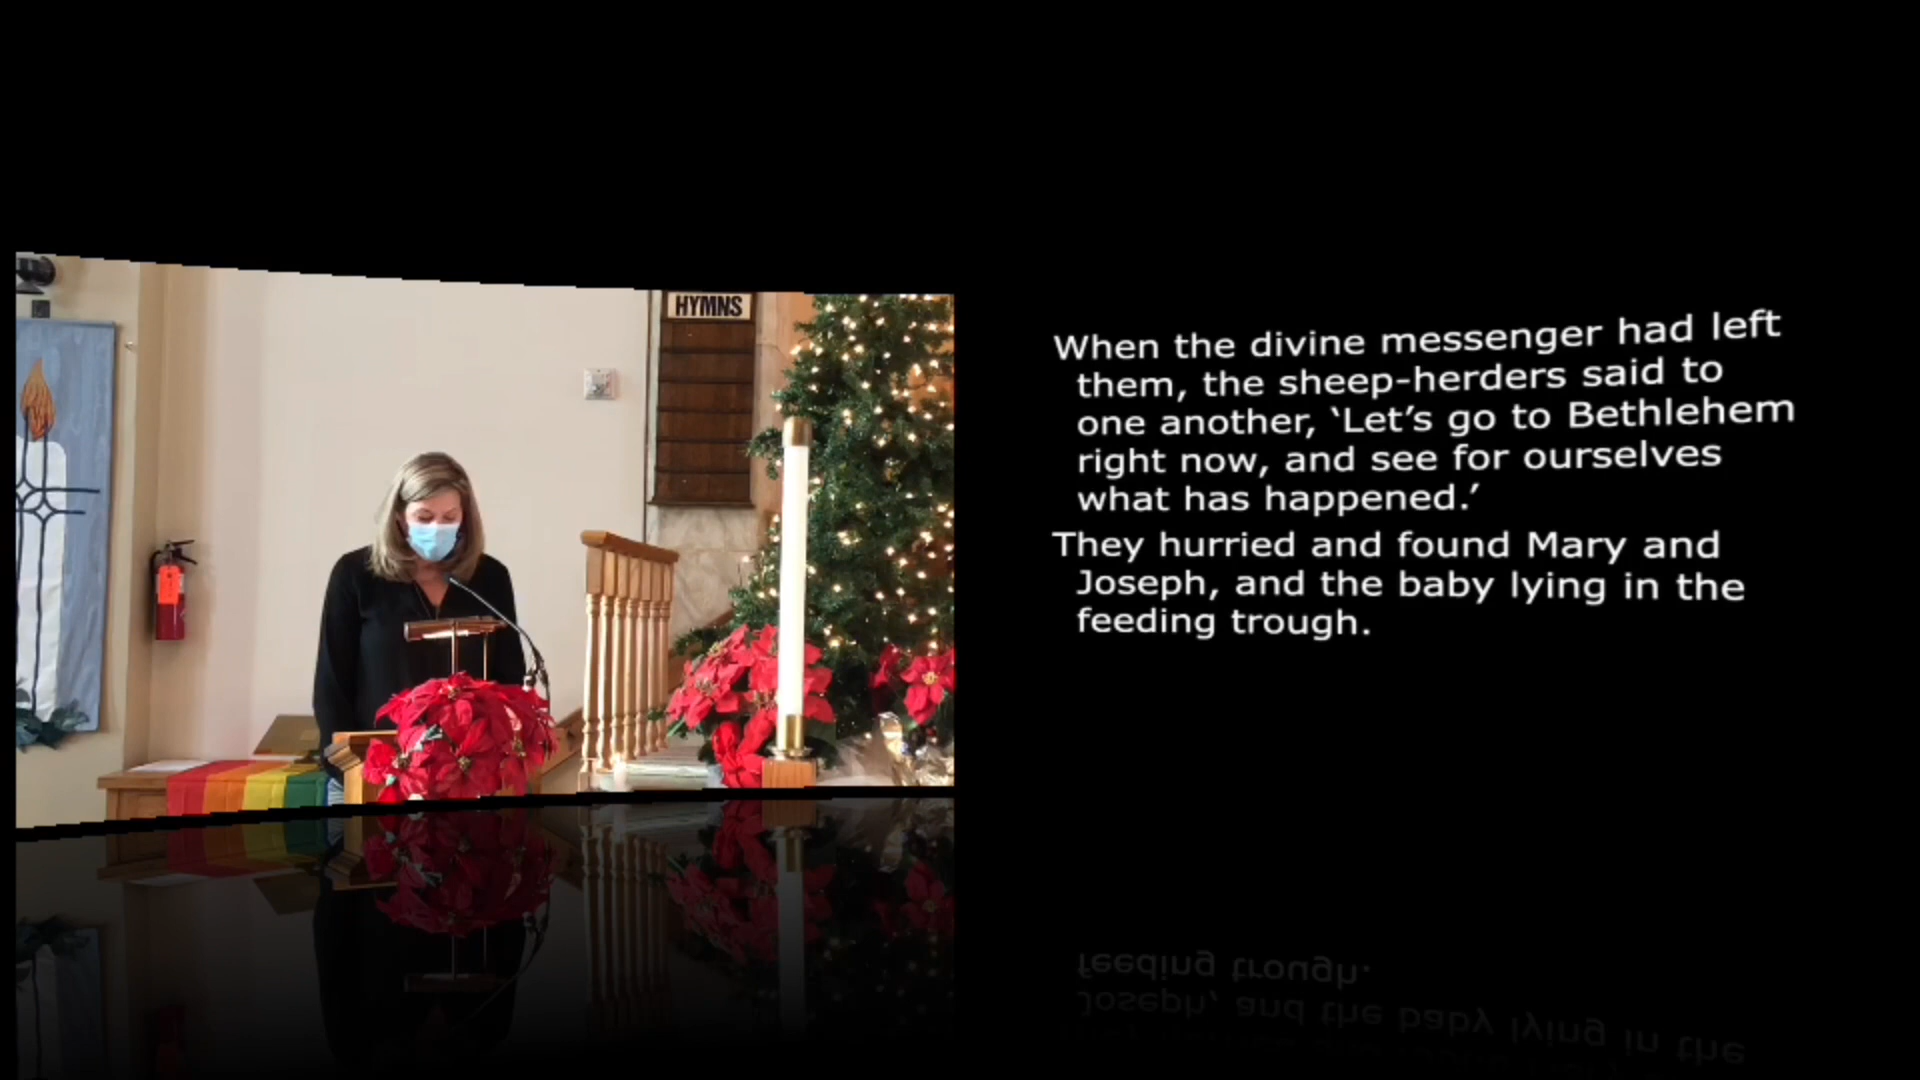 HYMNS
When the divine messenger had left
them, the sheep-herders said to
one another, ‘Let’s go to Bethlehem
right now, and see for ourselves
what has happened.’
They hurried and found Mary and
Joseph, and the baby lying in the
feeding trough.